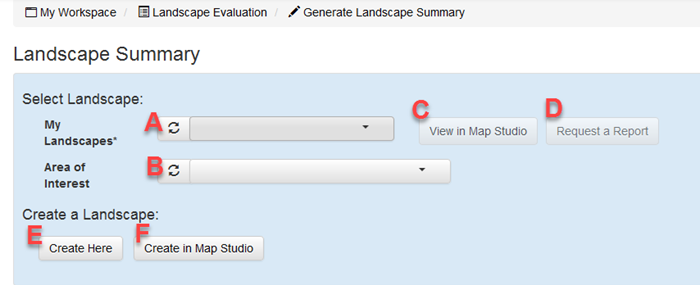 My Workspace / Landscape Evaluation / Generate Landscape Summary
Landscape Summary
Select Landscape:
My
Landscapes*
A
C
View in Map Studio
D
Request a Report
Area of
Interest
B
Create a Landscape:
E
Create Here
F
Create in Map Studio